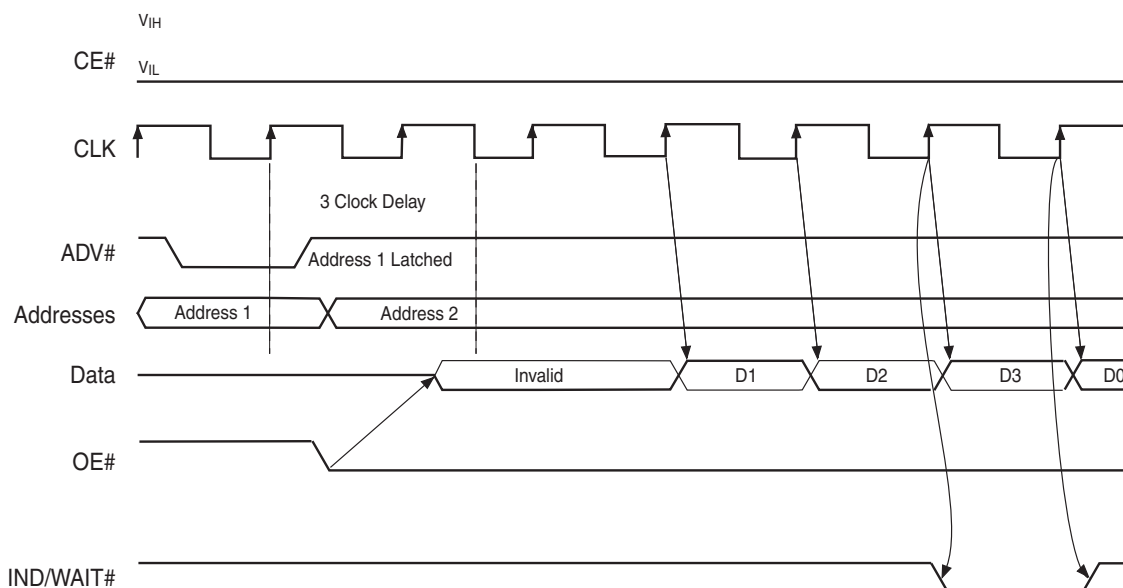 VIH
CE#
VIL
CLK
3 Clock Delay
ADV#
Address 1 Latched
Addresses
Address 1
Address 2
Data
Invalid
D1
D2
D3
D0
OE#
IND/WAIT#